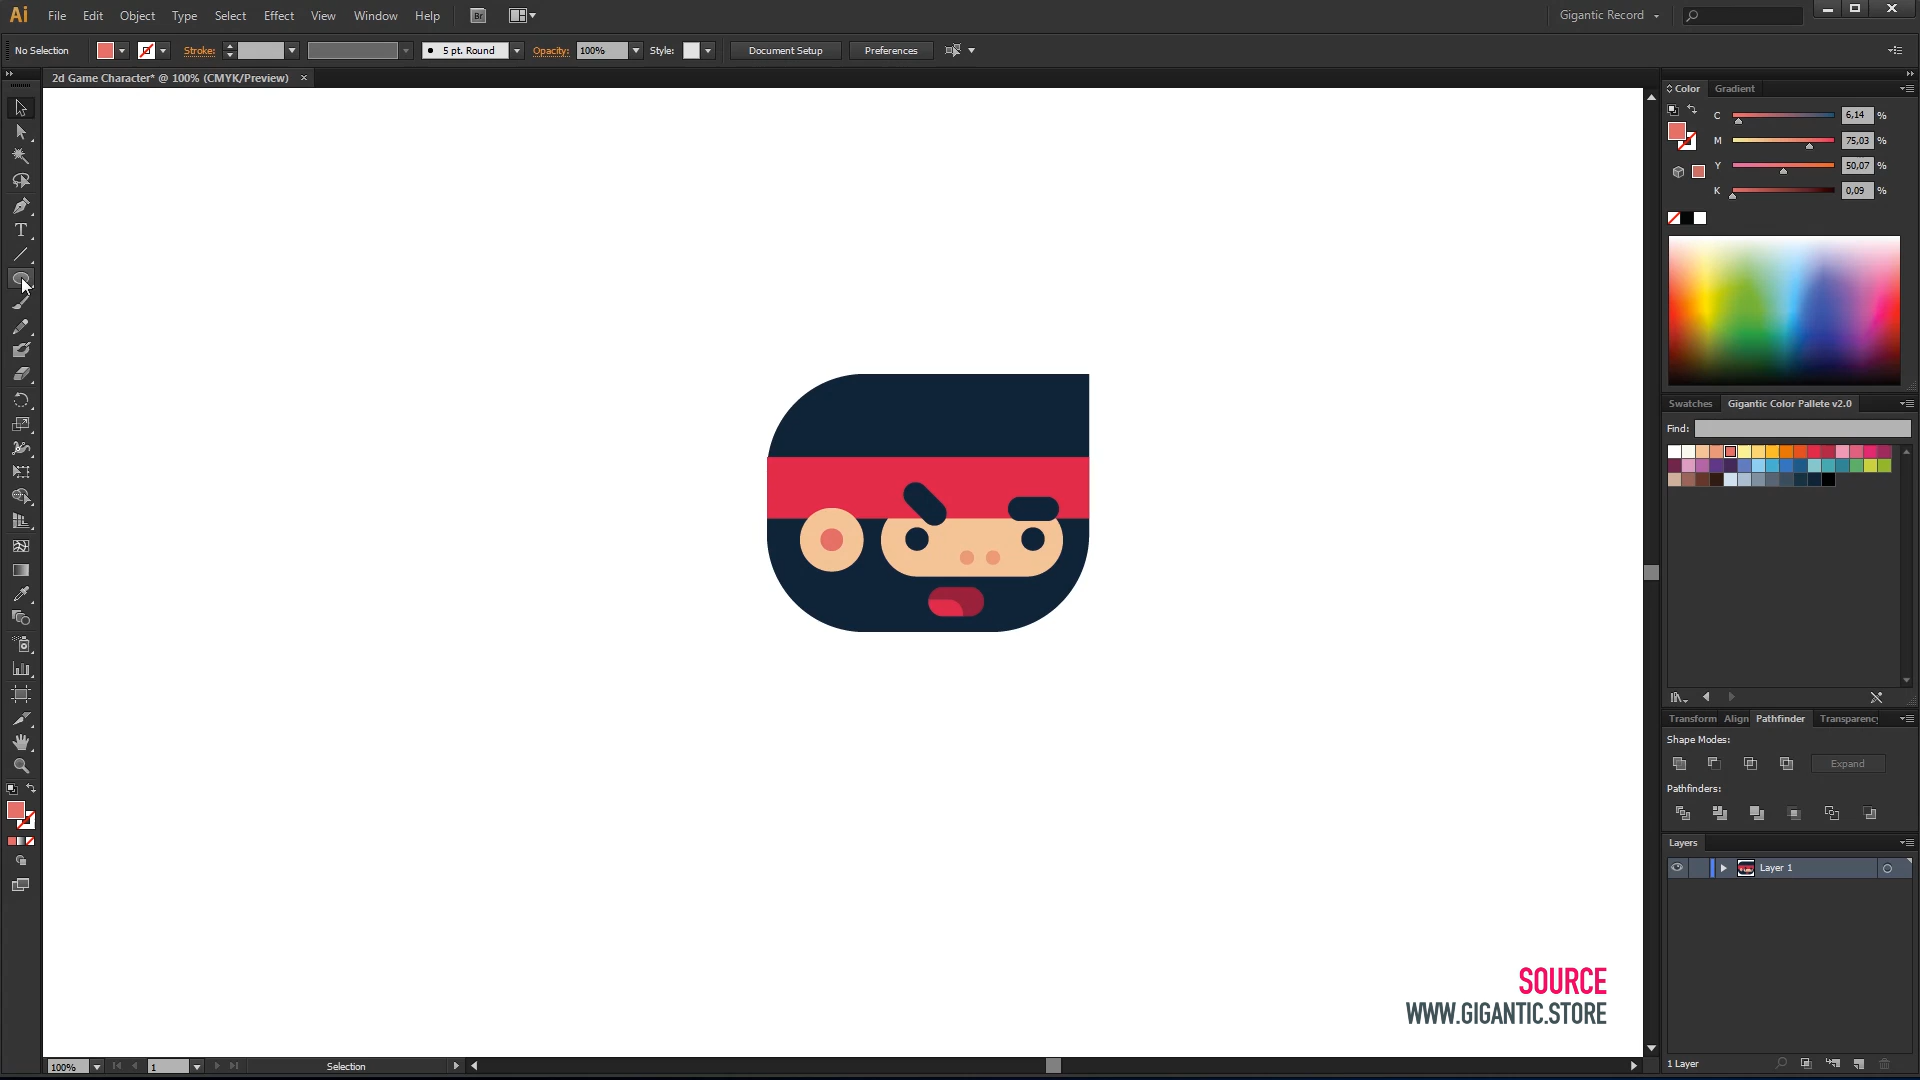 Ai File Edit Object Type Select Effect View Window Help Br Gigantic Record
No Selection Stroke: 5 pt. Round Opacity: 100% Style: Document Setup Preferences
2d Game Character* @ 100% (CMYK/Preview) ×
Color Gradient
C 6,14 %
M 75,03 %
Y 50,07 %
K 0,09 %
Swatches Gigantic Color Pallete v2.0
Find:
Transform Align Pathfinder Transparency
Shape Modes:
Expand
Pathfinders:
Layers
Layer 1
SOURCE
WWW.GIGANTIC.STORE
100% 1 Selection 1 Layer